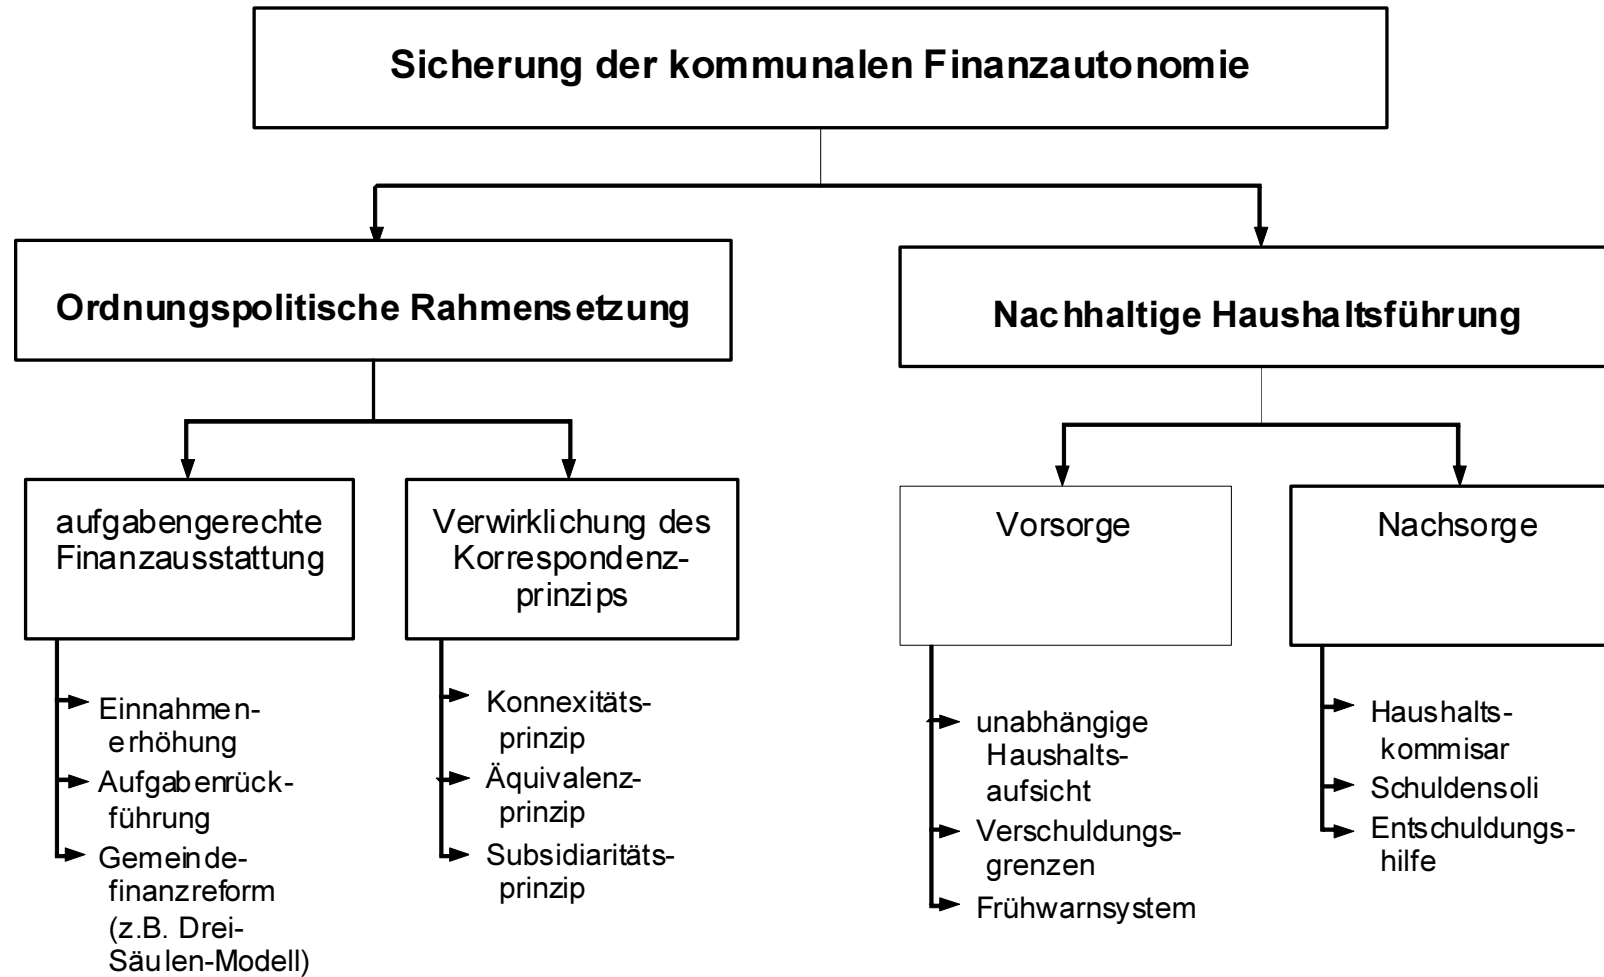 Sicherung der kommunalen Finanzautonomie
Ordnungspolitische Rahmensetzung
Nachhaltige Haushaltsführung
aufgabengerechte
Finanzausstattung
Verwirklichung des
Korrespondenz-
prinzips
Vorsorge
Nachsorge
Einnahmen-
erhöhung
Aufgabenrück-
führung
Gemeinde-
finanzreform
(z.B. Drei-
Säulen-Modell)
Konnexitäts-
prinzip
Äquivalenz-
prinzip
Subsidiaritäts-
prinzip
unabhängige
Haushalts-
aufsicht
Verschuldungs-
grenzen
Frühwarnsystem
Haushalts-
kommisar
Schuldensoli
Entschuldungs-
hilfe